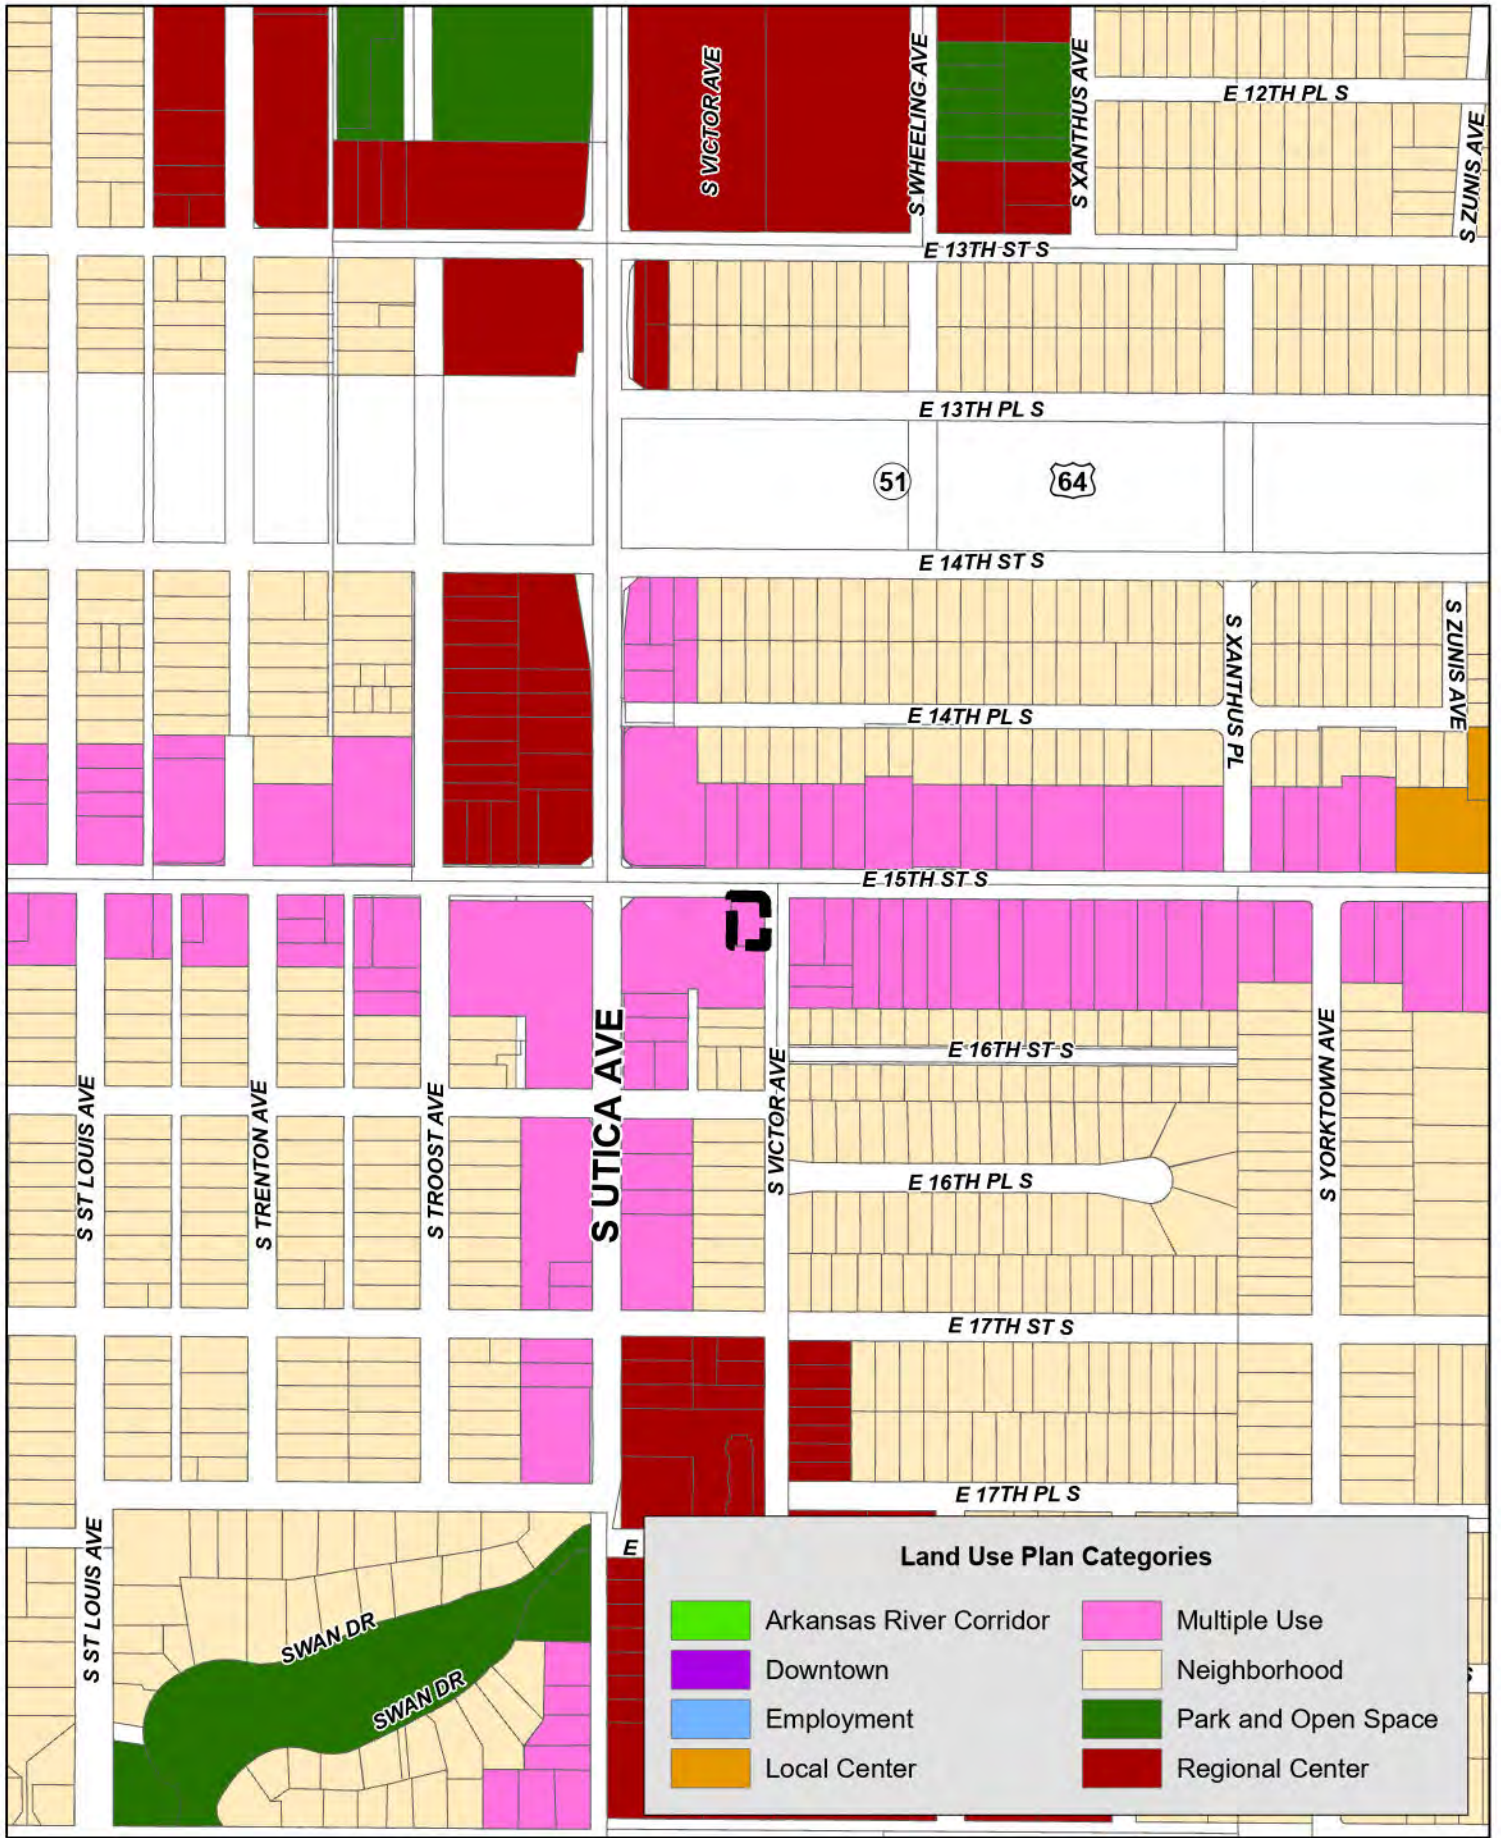 S VICTOR AVE
S WHEELING AVE
S XANTHUS AVE
E 12TH PL S
S ZUNIS AVE
E 13TH ST S
E 13TH PL S
51
64
E 14TH ST S
S XANTHUS PL
S ZUNIS AVE
E 14TH PL S
E 15TH ST S
S UTICA AVE
S YORKTOWN AVE
E 16TH ST S
S VICTOR AVE
S ST LOUIS AVE
S TRENTON AVE
S TROOST AVE
E 16TH PL S
E 17TH ST S
E 17TH PL S
S ST LOUIS AVE
E
SWAN DR
SWAN DR
Land Use Plan Categories
Arkansas River Corridor
Downtown
Employment
Local Center
Multiple Use
Neighborhood
Park and Open Space
Regional Center